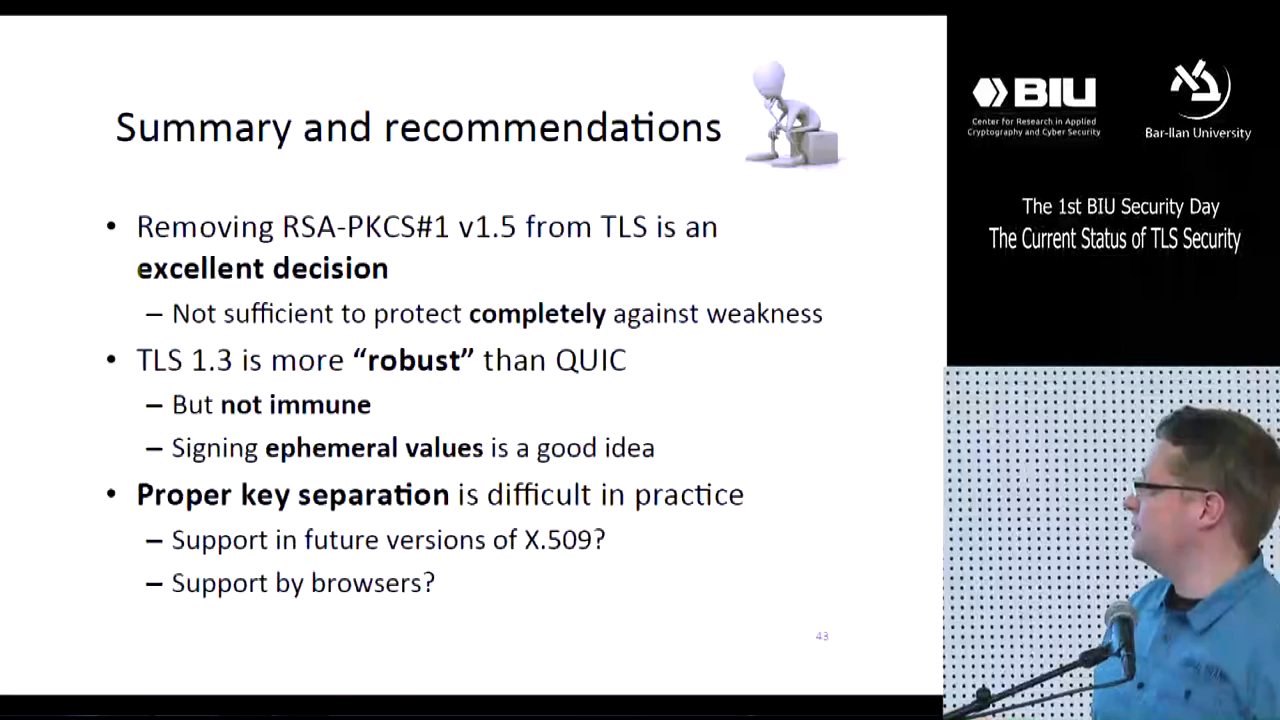 Summary and recommendations
• Removing RSA-PKCS#1 v1.5 from TLS is an
excellent decision
– Not sufficient to protect completely against weakness
• TLS 1.3 is more “robust” than QUIC
– But not immune
– Signing ephemeral values is a good idea
• Proper key separation is difficult in practice
– Support in future versions of X.509?
– Support by browsers?
43
BIU
Center for Research in Applied
Cryptography and Cyber Security
Bar-Ilan University
The 1st BIU Security Day
The Current Status of TLS Security